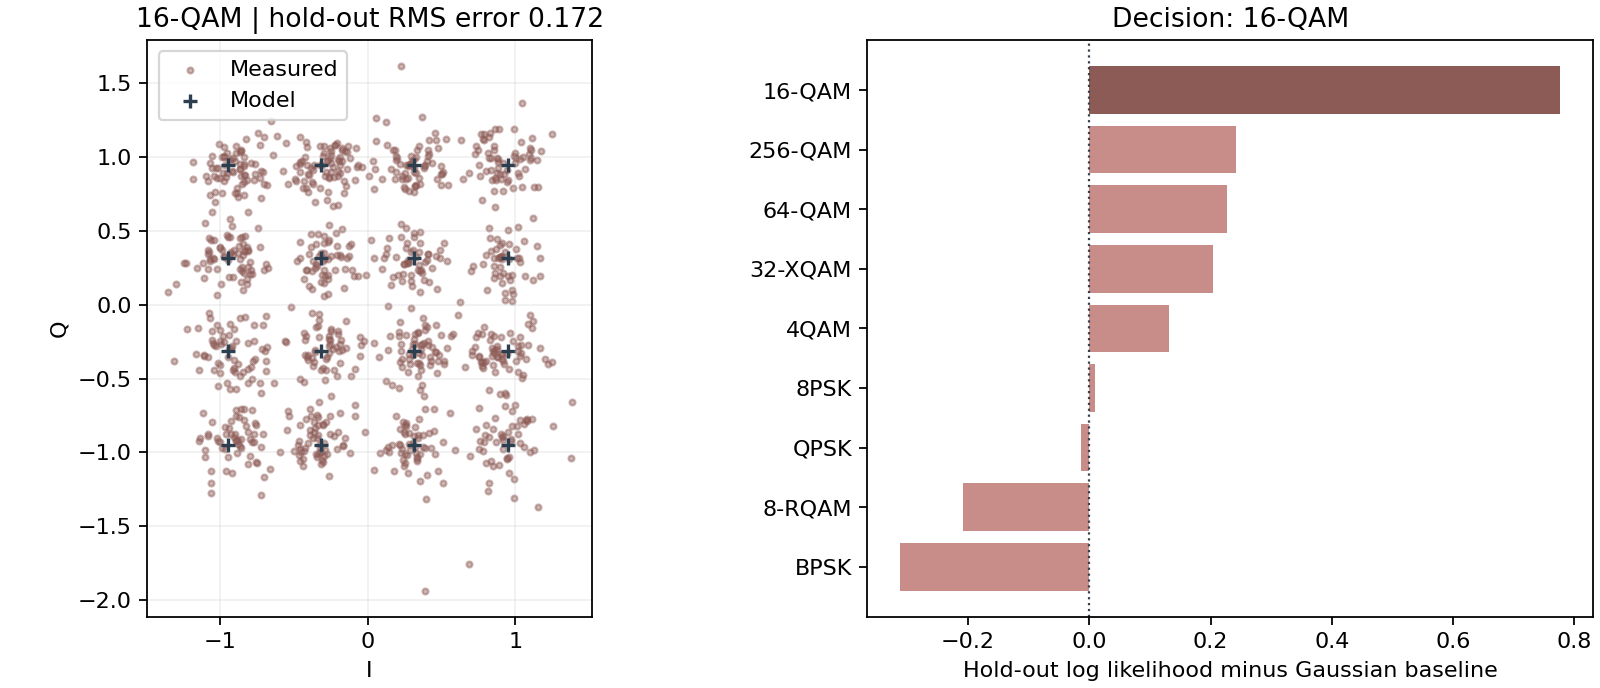 16-QAM | hold-out RMS error 0.172
Measured
Model
1.5
1.0
0.5
0.0
−0.5
−1.0
−1.5
−2.0
Q
−1
0
1
I
Decision: 16-QAM
16-QAM
256-QAM
64-QAM
32-XQAM
4QAM
8PSK
QPSK
8-RQAM
BPSK
−0.2
0.0
0.2
0.4
0.6
0.8
Hold-out log likelihood minus Gaussian baseline